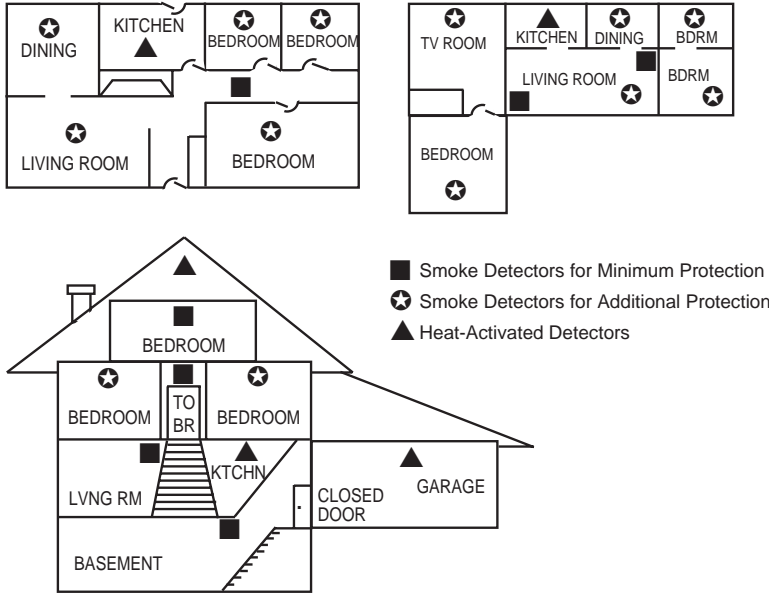 DINING
KITCHEN
BEDROOM
BEDROOM
LIVING ROOM
BEDROOM
TV ROOM
KITCHEN
DINING
BDRM
LIVING ROOM
BDRM
BEDROOM
Smoke Detectors for Minimum Protection
Smoke Detectors for Additional Protection
Heat-Activated Detectors
BEDROOM
BEDROOM
TO
BR
BEDROOM
LVNG RM
KTCHN
CLOSED
DOOR
GARAGE
BASEMENT